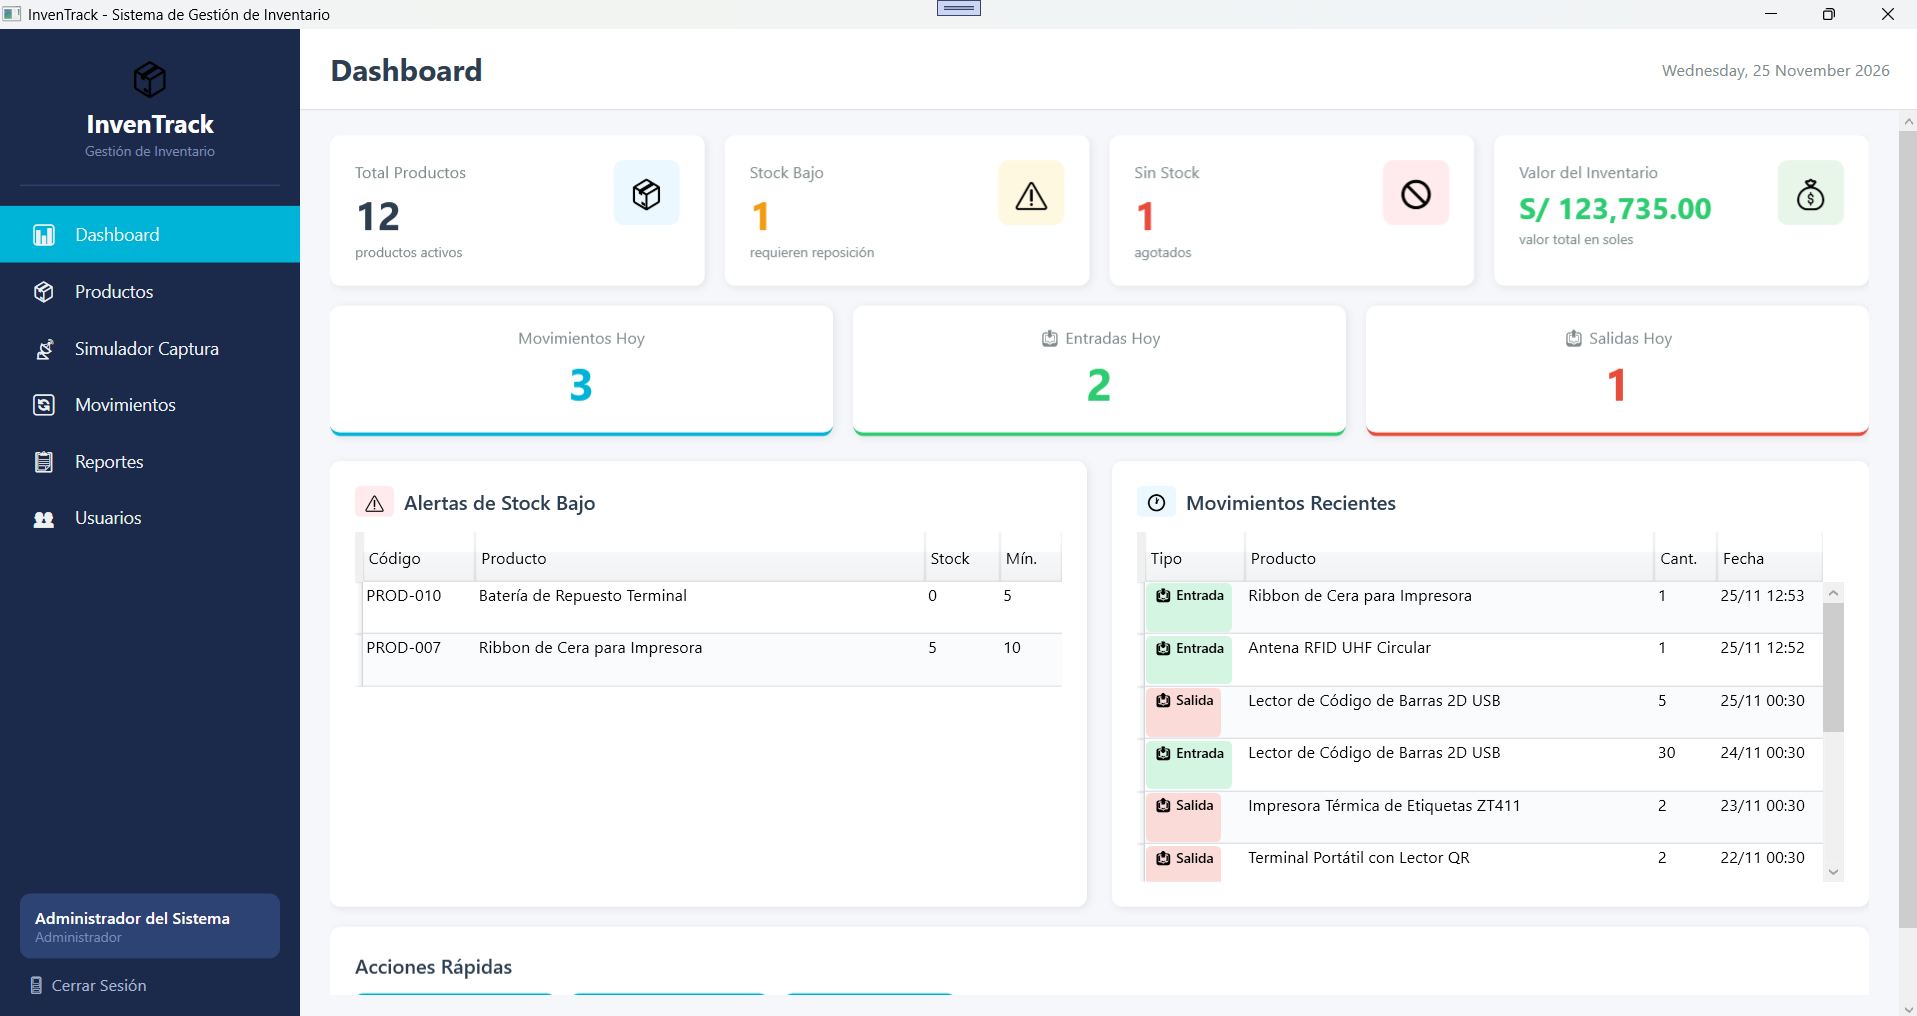 InvenTrack - Sistema de Gestión de Inventario
InvenTrack
Gestión de Inventario
Dashboard
Productos
Simulador Captura
Movimientos
Reportes
Usuarios
Administrador del Sistema
Administrador
Cerrar Sesión
Dashboard
Wednesday, 25 November 2026
Total Productos
12
productos activos
Stock Bajo
1
requieren reposición
Sin Stock
1
agotados
Valor del Inventario
S/ 123,735.00
valor total en soles
Movimientos Hoy
3
Entradas Hoy
2
Salidas Hoy
1
Alertas de Stock Bajo
Código Producto Stock Mín.
PROD-010 Batería de Repuesto Terminal 0 5
PROD-007 Ribbon de Cera para Impresora 5 10
Movimientos Recientes
Tipo Producto Cant. Fecha
Entrada Ribbon de Cera para Impresora 1 25/11 12:53
Entrada Antena RFID UHF Circular 1 25/11 12:52
Salida Lector de Código de Barras 2D USB 5 25/11 00:30
Entrada Lector de Código de Barras 2D USB 30 24/11 00:30
Salida Impresora Térmica de Etiquetas ZT411 2 23/11 00:30
Salida Terminal Portátil con Lector QR 2 22/11 00:30
Acciones Rápidas